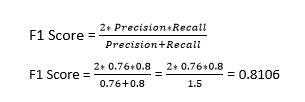 F1 Score = 2* Precision*Recall / Precision+Recall
F1 Score = 2* 0.76*0.8 / 0.76+0.8 = 2* 0.76*0.8 / 1.5 = 0.8106